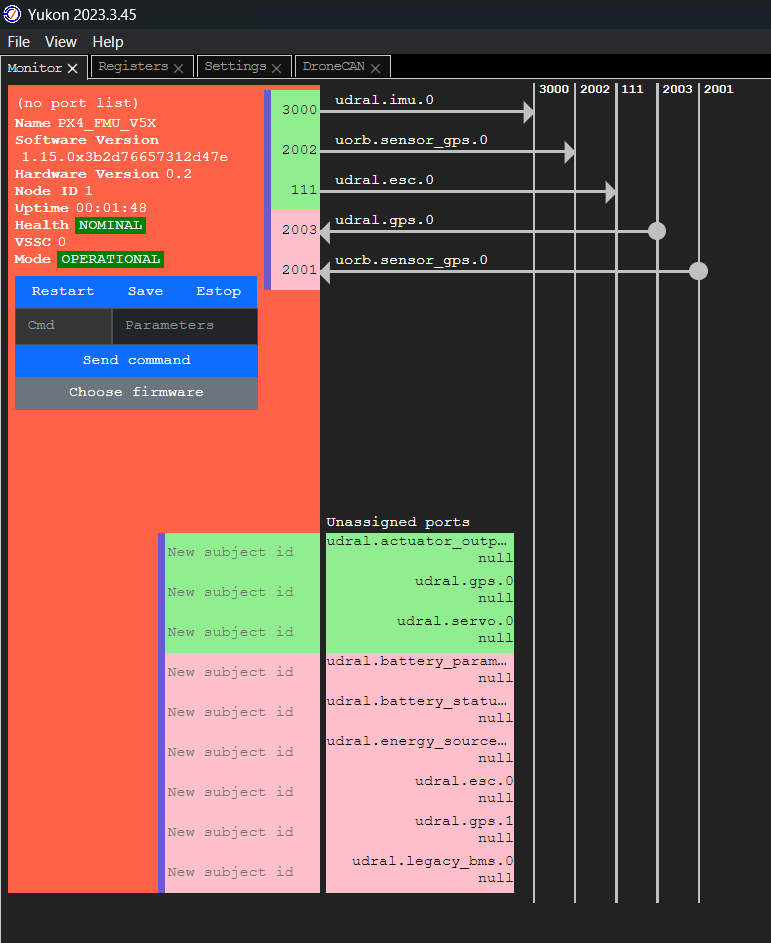 Yukon 2023.3.45
File View Help
Monitor Registers Settings DroneCAN
(no port list)
Name PX4_FMU_V5X
Software Version
1.15.0x3b2d76657312d47e
Hardware Version 0.2
Node ID 1
Uptime 00:01:48
Health NOMINAL
VSSC 0
Mode OPERATIONAL
Restart Save Estop
Cmd Parameters
Send command
Choose firmware
3000 udral.imu.0
2002 uorb.sensor_gps.0
111 udral.esc.0
2003 udral.gps.0
2001 uorb.sensor_gps.0
3000 2002 111 2003 2001
Unassigned ports
New subject id udral.actuator_outp...
null
New subject id udral.gps.0
null
New subject id udral.servo.0
null
New subject id udral.battery_param...
null
New subject id udral.battery_statu...
null
New subject id udral.energy_source...
null
New subject id udral.esc.0
null
New subject id udral.gps.1
null
New subject id udral.legacy_bms.0
null